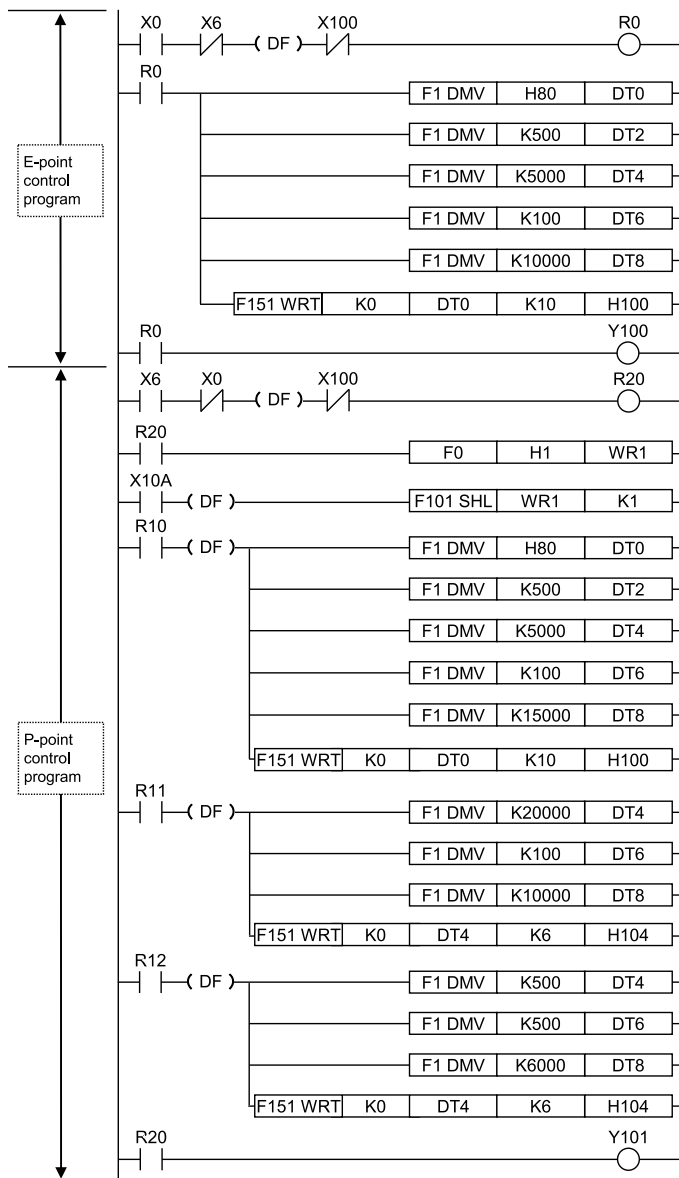 X0 X6 X100 R0
( DF )
R0
F1 DMV H80 DT0
F1 DMV K500 DT2
E-point
control
program
F1 DMV K5000 DT4
F1 DMV K100 DT6
F1 DMV K10000 DT8
F151 WRT K0 DT0 K10 H100
R0 Y100
X6 X0 X100 R20
( DF )
R20
F0 H1 WR1
X10A
( DF ) F101 SHL WR1 K1
R10
( DF ) F1 DMV H80 DT0
F1 DMV K500 DT2
F1 DMV K5000 DT4
F1 DMV K100 DT6
F1 DMV K15000 DT8
P-point
control
program
F151 WRT K0 DT0 K10 H100
R11
( DF ) F1 DMV K20000 DT4
F1 DMV K100 DT6
F1 DMV K10000 DT8
F151 WRT K0 DT4 K6 H104
R12
( DF ) F1 DMV K500 DT4
F1 DMV K500 DT6
F1 DMV K6000 DT8
F151 WRT K0 DT4 K6 H104
R20 Y101